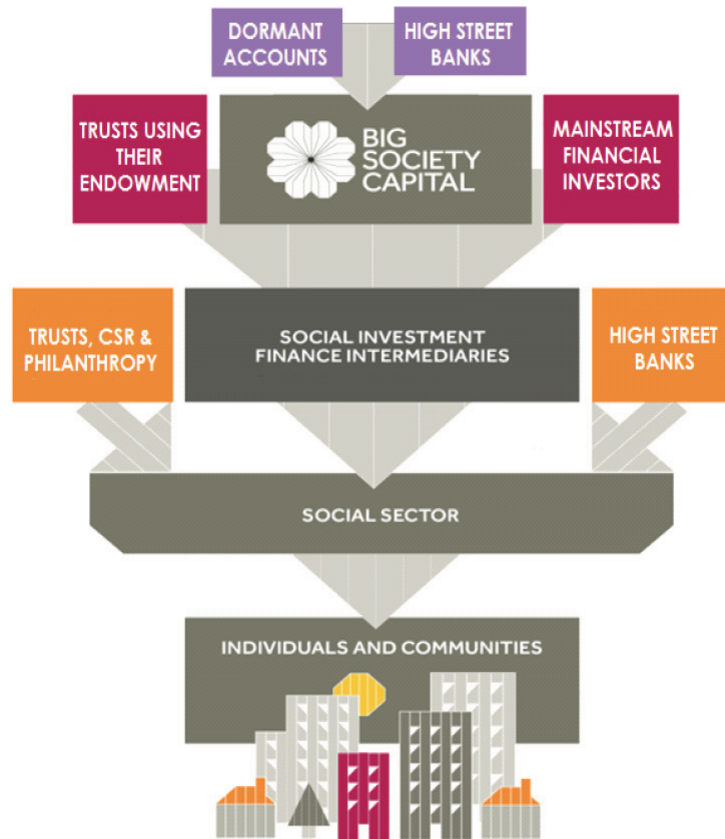 DORMANT
ACCOUNTS
HIGH STREET
BANKS
TRUSTS USING
THEIR
ENDOWMENT
BIG
SOCIETY
CAPITAL
MAINSTREAM
FINANCIAL
INVESTORS
TRUSTS, CSR &
PHILANTHROPY
SOCIAL INVESTMENT
FINANCE INTERMEDIARIES
HIGH STREET
BANKS
SOCIAL SECTOR
INDIVIDUALS AND COMMUNITIES